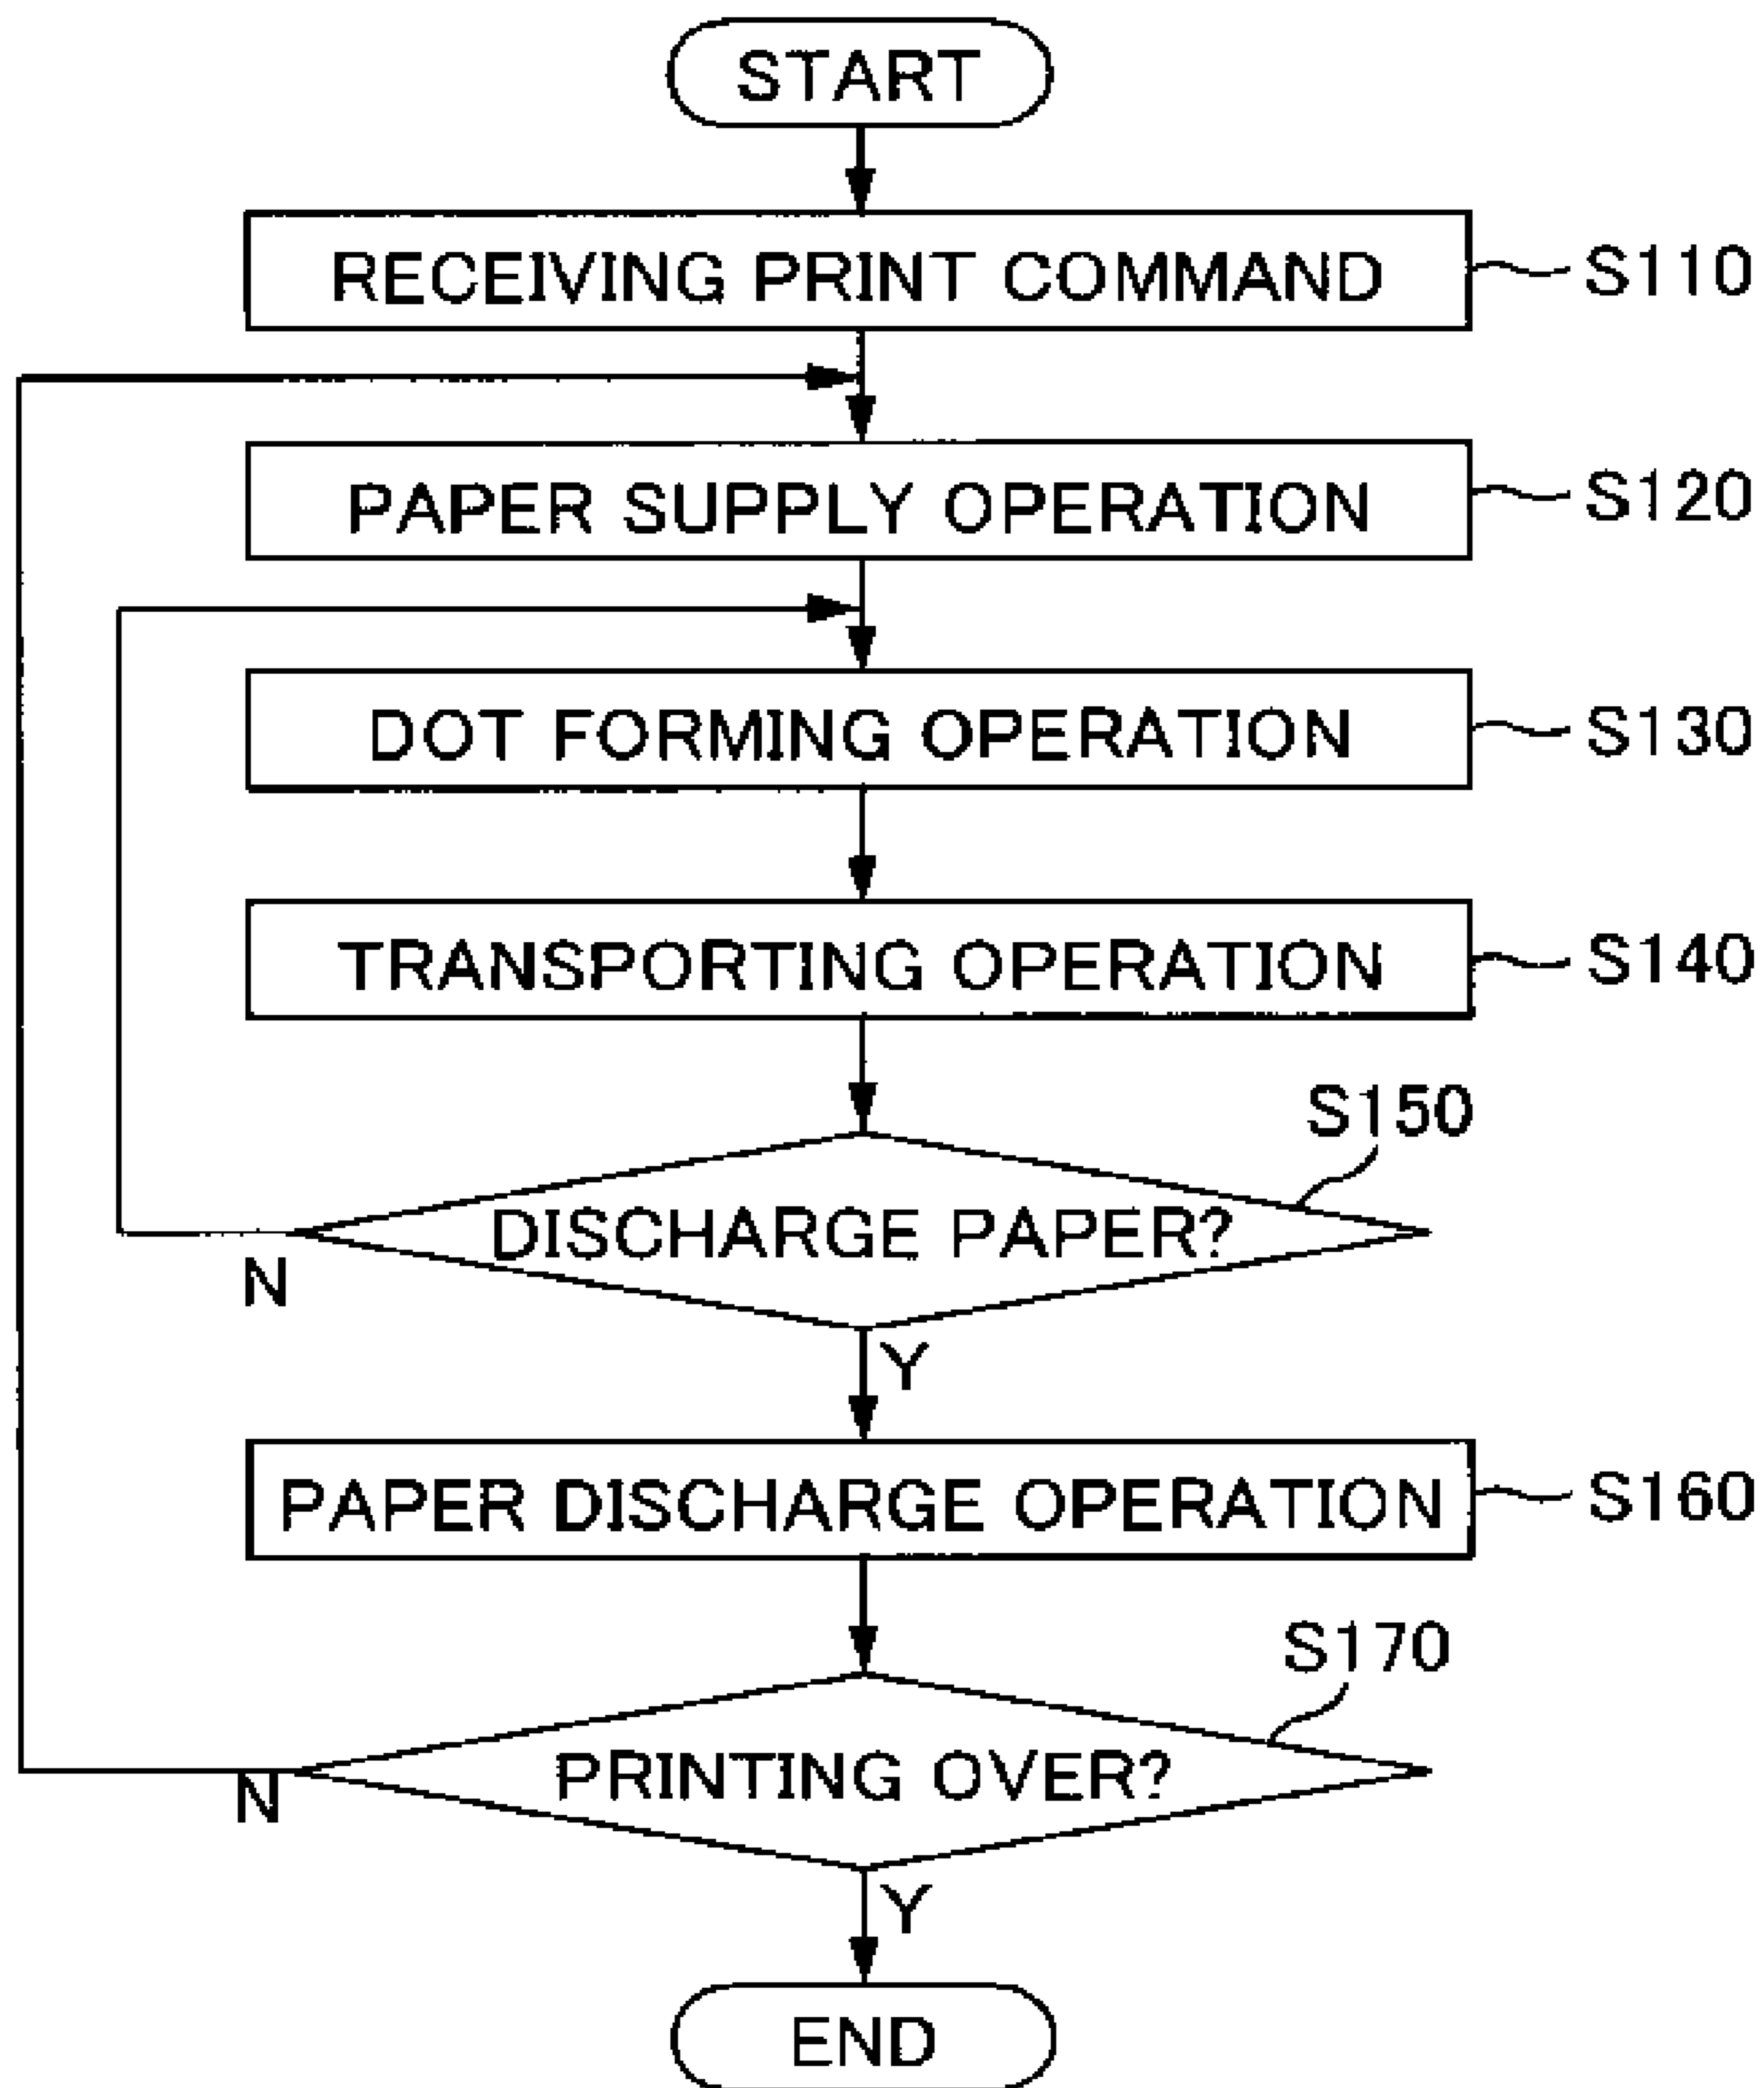 START
RECEIVING PRINT COMMAND
S110
PAPER SUPPLY OPERATION
S120
DOT FORMING OPERATION
S130
TRANSPORTING OPERATION
S140
S150
DISCHARGE PAPER?
N
Y
PAPER DISCHARGE OPERATION
S160
S170
PRINTING OVER?
N
Y
END